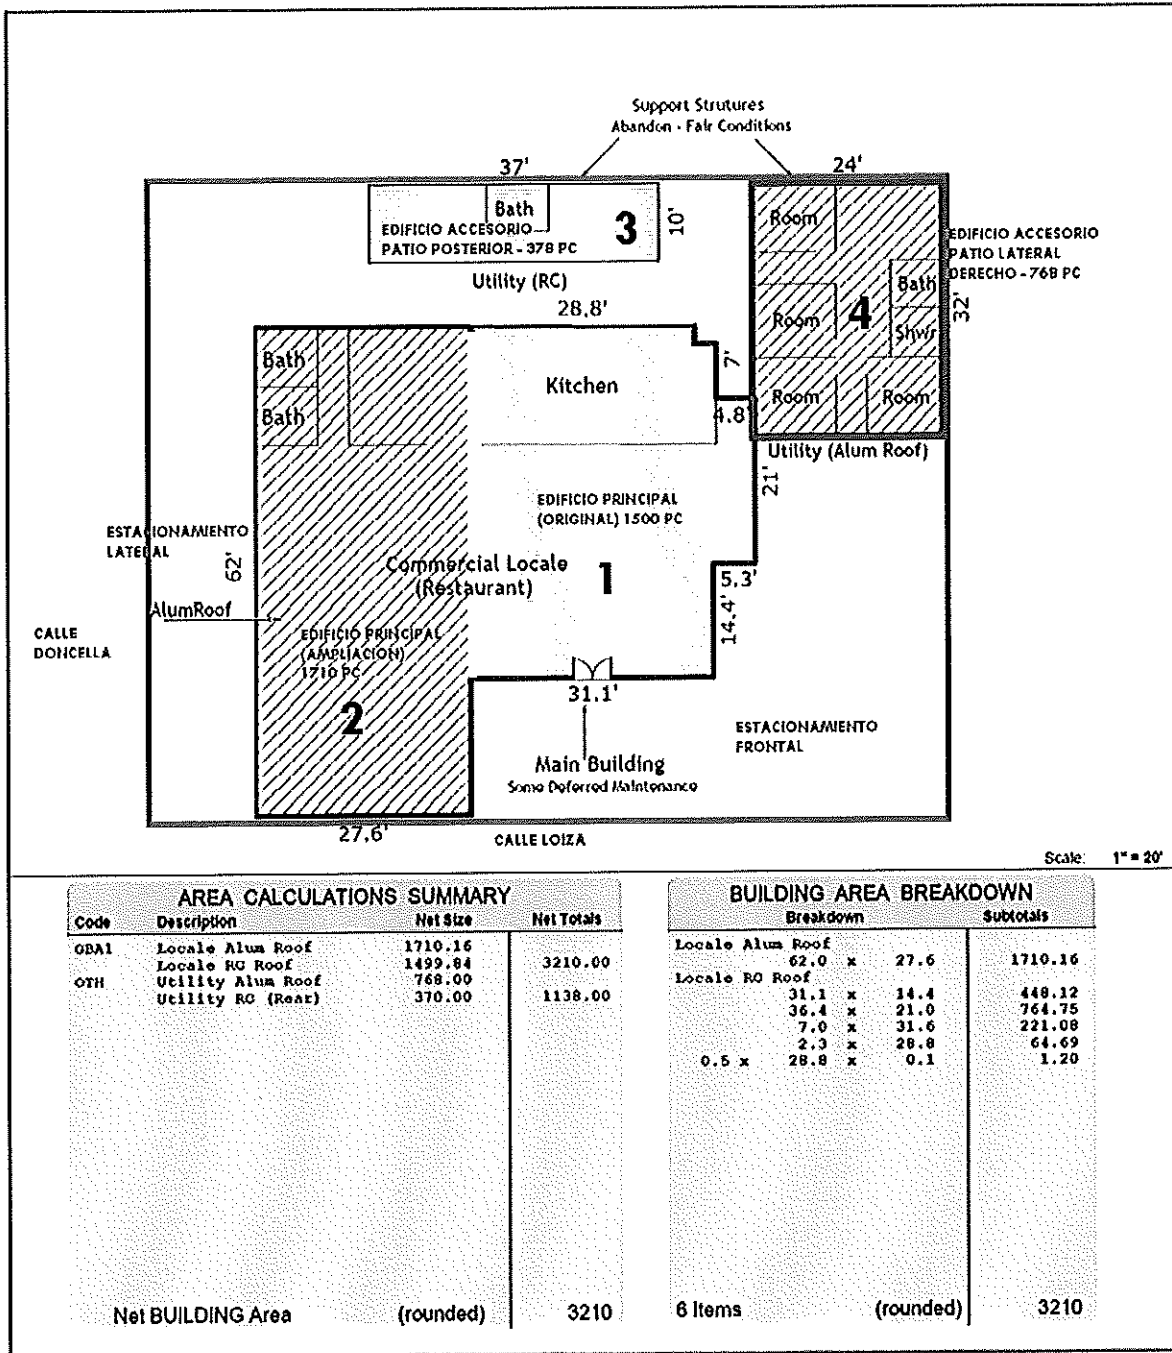 Support Strutures
Abandon - Fair Conditions
37'
24'
Bath
EDIFICIO ACCESORIO
PATIO POSTERIOR - 378 PC
3
10'
Utility (RC)
Room
EDIFICIO ACCESORIO
PATIO LATERAL
DERECHO - 768 PC
Bath
32'
Room
4
Shwr
Room
Room
Utility (Alum Roof)
28.8'
7'
4.8'
Bath
Bath
Kitchen
21'
EDIFICIO PRINCIPAL
(ORIGINAL) 1500 PC
ESTACIONAMIENTO
LATERAL
62'
Commercial Locale
(Restaurant)
1
5.3'
14.4'
AlumRoof
CALLE
DONCELLA
EDIFICIO PRINCIPAL
(AMPLIACION)
1710 PC
2
31.1'
ESTACIONAMIENTO
FRONTAL
Main Building
Some Deferred Maintenance
27.6'
CALLE LOIZA
Scale: 1" = 20'
AREA CALCULATIONS SUMMARY
Code Description Net Size Net Totals
GBA1 Locale Alum Roof 1710.16
Locale RC Roof 1499.84 3210.00
OTH Utility Alum Roof 768.00
Utility RC (Rear) 370.00 1138.00
Net BUILDING Area (rounded) 3210
BUILDING AREA BREAKDOWN
Breakdown Subtotals
Locale Alum Roof
62.0 x 27.6 1710.16
Locale RC Roof
31.1 x 14.4 448.12
36.4 x 21.0 764.75
7.0 x 31.6 221.08
2.3 x 28.8 64.69
0.5 x 28.8 x 0.1 1.20
6 Items (rounded) 3210